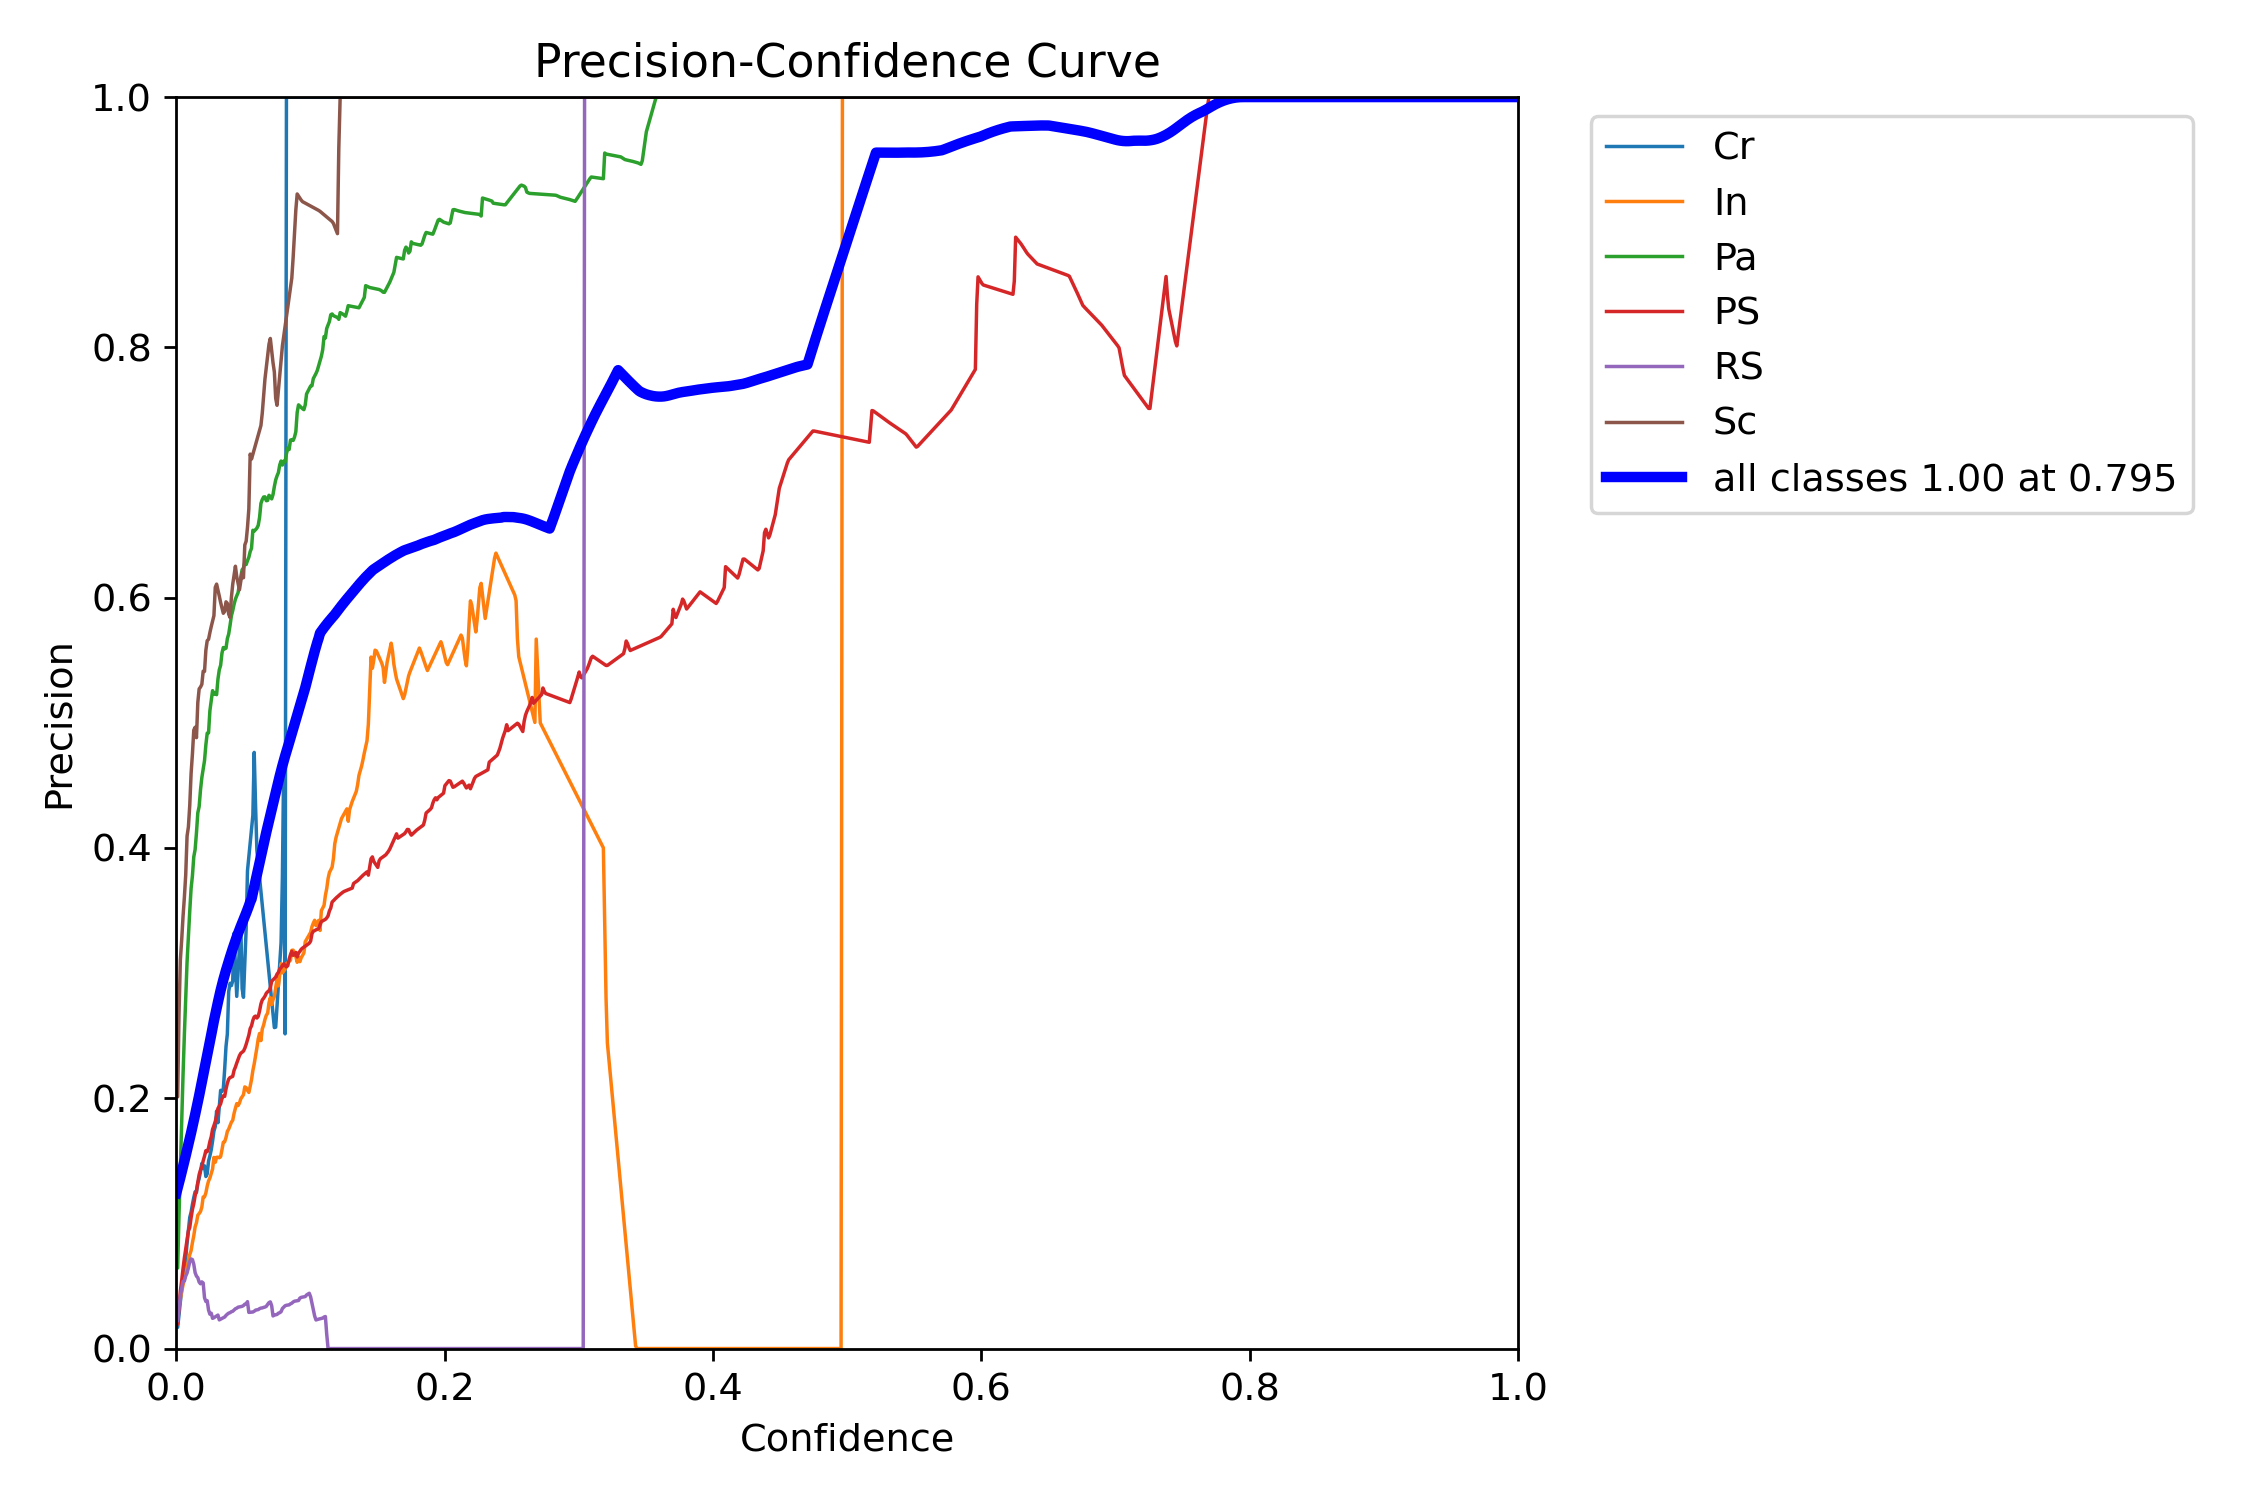 Precision-Confidence Curve
1.0
0.8
0.6
0.4
0.2
0.0
Precision
0.0 0.2 0.4 0.6 0.8 1.0
Confidence
Cr
In
Pa
PS
RS
Sc
all classes 1.00 at 0.795